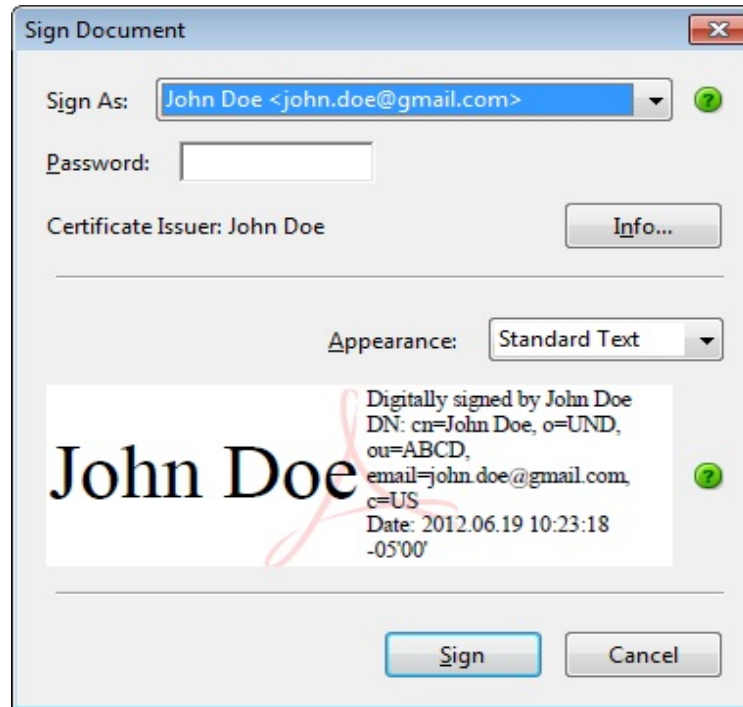 Sign Document
Sign As: John Doe <john.doe@gmail.com>
Password:
Certificate Issuer: John Doe Info...
Appearance: Standard Text
John Doe
Digitally signed by John Doe
DN: cn=John Doe, o=UND,
ou=ABCD,
email=john.doe@gmail.com,
c=US
Date: 2012.06.19 10:23:18
-05'00'
Sign Cancel